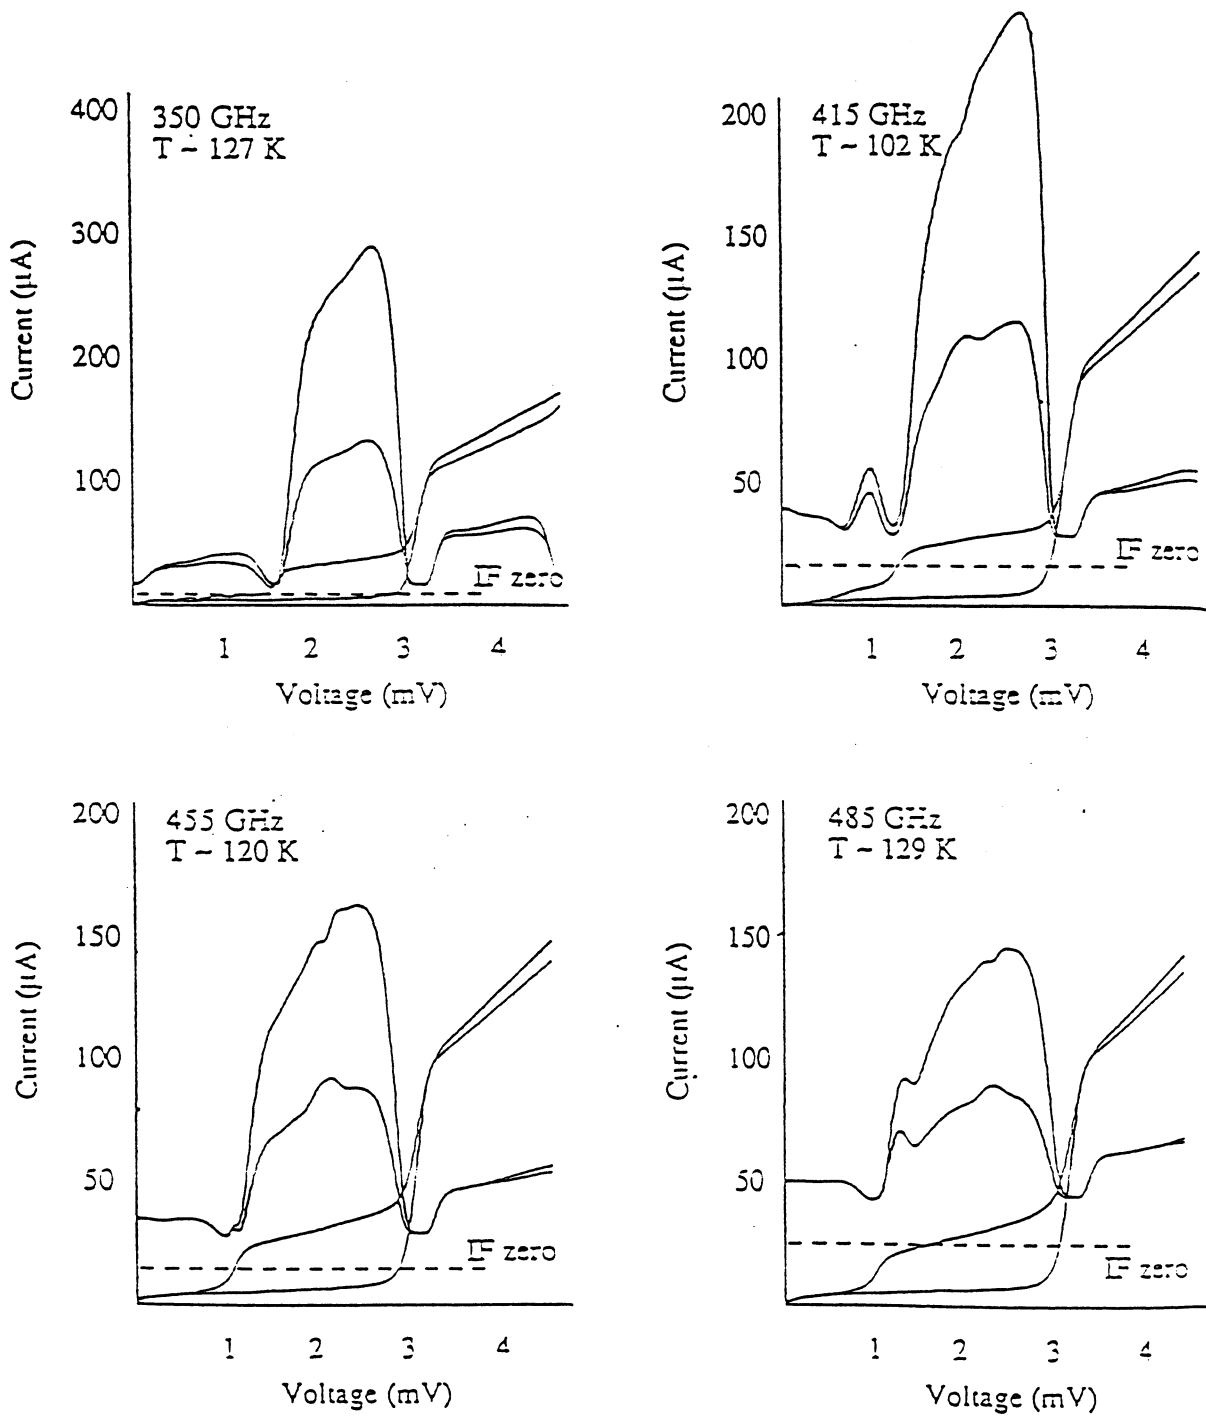 400
350 GHz
T ~ 127 K
300
200
100
Current (μA)
IF zero
1 2 3 4
Voltage (mV)
200
415 GHz
T ~ 102 K
150
100
50
Current (μA)
IF zero
1 2 3 4
Voltage (mV)
200
455 GHz
T ~ 120 K
150
100
50
Current (μA)
IF zero
1 2 3 4
Voltage (mV)
200
485 GHz
T ~ 129 K
150
100
50
Current (μA)
IF zero
1 2 3 4
Voltage (mV)